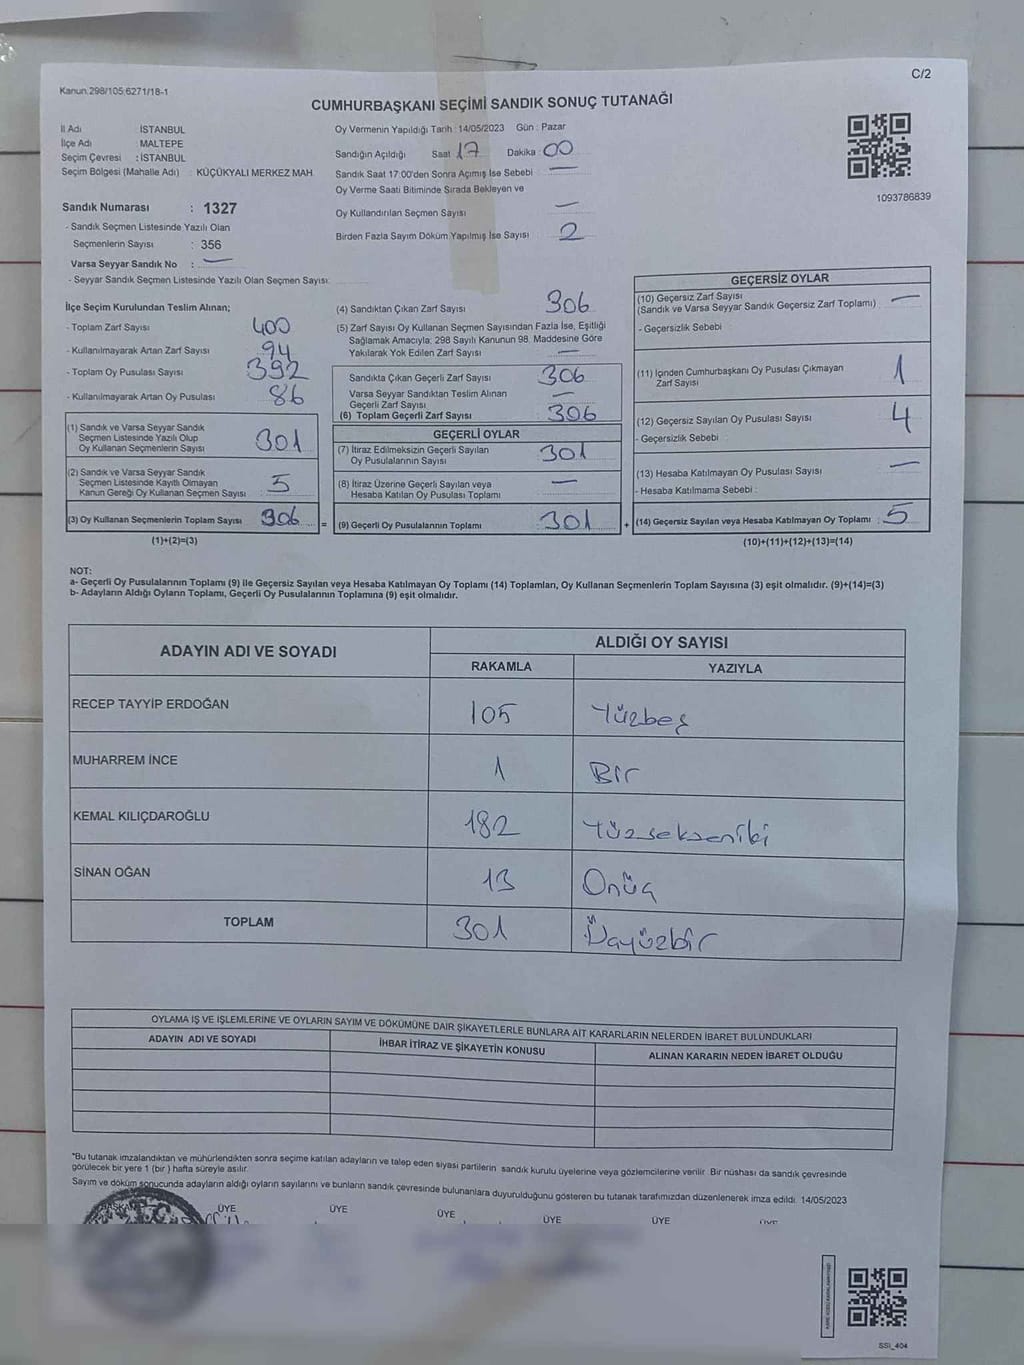 C/2
Kanun.298/105.6271/18-1
CUMHURBAŞKANI SEÇİMİ SANDIK SONUÇ TUTANAĞI
İl Adı : İSTANBUL
İlçe Adı : MALTEPE
Seçim Çevresi : İSTANBUL
Seçim Bölgesi (Mahalle Adı) : KÜÇÜKYALI MERKEZ MAH
Sandık Numarası : 1327
- Sandık Seçmen Listesinde Yazılı Olan
Seçmenlerin Sayısı : 356
Varsa Seyyar Sandık No : —
- Seyyar Sandık Seçmen Listesinde Yazılı Olan Seçmen Sayısı:
Oy Vermenin Yapıldığı Tarih : 14/05/2023 Gün : Pazar
Sandığın Açıldığı Saat 17 Dakika : 00
Sandık Saat 17:00'den Sonra Açımış İse Sebebi —
Oy Verme Saati Bitiminde Sırada Bekleyen ve
Oy Kullandırılan Seçmen Sayısı —
Birden Fazla Sayım Döküm Yapılmış İse Sayısı 2
1093786839
İlçe Seçim Kurulundan Teslim Alınan;
- Toplam Zarf Sayısı 400
- Kullanılmayarak Artan Zarf Sayısı 94
- Toplam Oy Pusulası Sayısı 392
- Kullanılmayarak Artan Oy Pusulası 86
(1) Sandık ve Varsa Seyyar Sandık
Seçmen Listesinde Yazılı Olup
Oy Kullanan Seçmenlerin Sayısı 301
(2) Sandık ve Varsa Seyyar Sandık
Seçmen Listesinde Kayıtlı Olmayan
Kanun Gereği Oy Kullanan Seçmen Sayısı : 5
(3) Oy Kullanan Seçmenlerin Toplam Sayısı 306 =
(1)+(2)=(3)
(4) Sandıktan Çıkan Zarf Sayısı 306
(5) Zarf Sayısı Oy Kullanan Seçmen Sayısından Fazla İse, Eşitliği
Sağlamak Amacıyla; 298 Sayılı Kanunun 98. Maddesine Göre
Yakılarak Yok Edilen Zarf Sayısı —
Sandıkta Çıkan Geçerli Zarf Sayısı 306
Varsa Seyyar Sandıktan Teslim Alınan
Geçerli Zarf Sayısı —
(6) Toplam Geçerli Zarf Sayısı 306
GEÇERLİ OYLAR
(7) İtiraz Edilmeksizin Geçerli Sayılan
Oy Pusulalarının Sayısı 301
(8) İtiraz Üzerine Geçerli Sayılan veya
Hesaba Katılan Oy Pusulası Toplamı —
(9) Geçerli Oy Pusulalarının Toplamı : 301 +
GEÇERSİZ OYLAR
(10) Geçersiz Zarf Sayısı
(Sandık ve Varsa Seyyar Sandık Geçersiz Zarf Toplamı) —
- Geçersizlik Sebebi :
(11) İçinden Cumhurbaşkanı Oy Pusulası Çıkmayan
Zarf Sayısı 1
(12) Geçersiz Sayılan Oy Pusulası Sayısı 4
- Geçersizlik Sebebi :
(13) Hesaba Katılmayan Oy Pusulası Sayısı —
- Hesaba Katılmama Sebebi :
(14) Geçersiz Sayılan veya Hesaba Katılmayan Oy Toplamı : 5
(10)+(11)+(12)+(13)=(14)
NOT:
a- Geçerli Oy Pusulalarının Toplamı (9) ile Geçersiz Sayılan veya Hesaba Katılmayan Oy Toplamı (14) Toplamları, Oy Kullanan Seçmenlerin Toplam Sayısına (3) eşit olmalıdır. (9)+(14)=(3)
b- Adayların Aldığı Oyların Toplamı, Geçerli Oy Pusulalarının Toplamına (9) eşit olmalıdır.
ADAYIN ADI VE SOYADI
ALDIĞI OY SAYISI
RAKAMLA YAZIYLA
RECEP TAYYİP ERDOĞAN 105 Yüzbeş
MUHARREM İNCE 1 Bir
KEMAL KILIÇDAROĞLU 182 Yüzsekseniki
SİNAN OĞAN 13 Onüç
TOPLAM 301 Üçyüzbir
OYLAMA İŞ VE İŞLEMLERİNE VE OYLARIN SAYIM VE DÖKÜMÜNE DAİR ŞİKAYETLERLE BUNLARA AİT KARARLARIN NELERDEN İBARET BULUNDUKLARI
ADAYIN ADI VE SOYADI İHBAR İTİRAZ VE ŞİKAYETİN KONUSU ALINAN KARARIN NEDEN İBARET OLDUĞU
*Bu tutanak imzalandıktan ve mühürlendikten sonra seçime katılan adayların ve talep eden siyasi partilerin sandık kurulu üyelerine veya gözlemcilerine verilir. Bir nüshası da sandık çevresinde
görülecek bir yere 1 (bir ) hafta süreyle asılır.
Sayım ve döküm sonucunda adayların aldığı oyların sayılarını ve bunların sandık çevresinde bulunanlara duyurulduğunu gösteren bu tutanak tarafımızdan düzenlenerek imza edildi. 14/05/2023
BAŞKAN ÜYE ÜYE ÜYE ÜYE ÜYE ÜYE
SSI_404